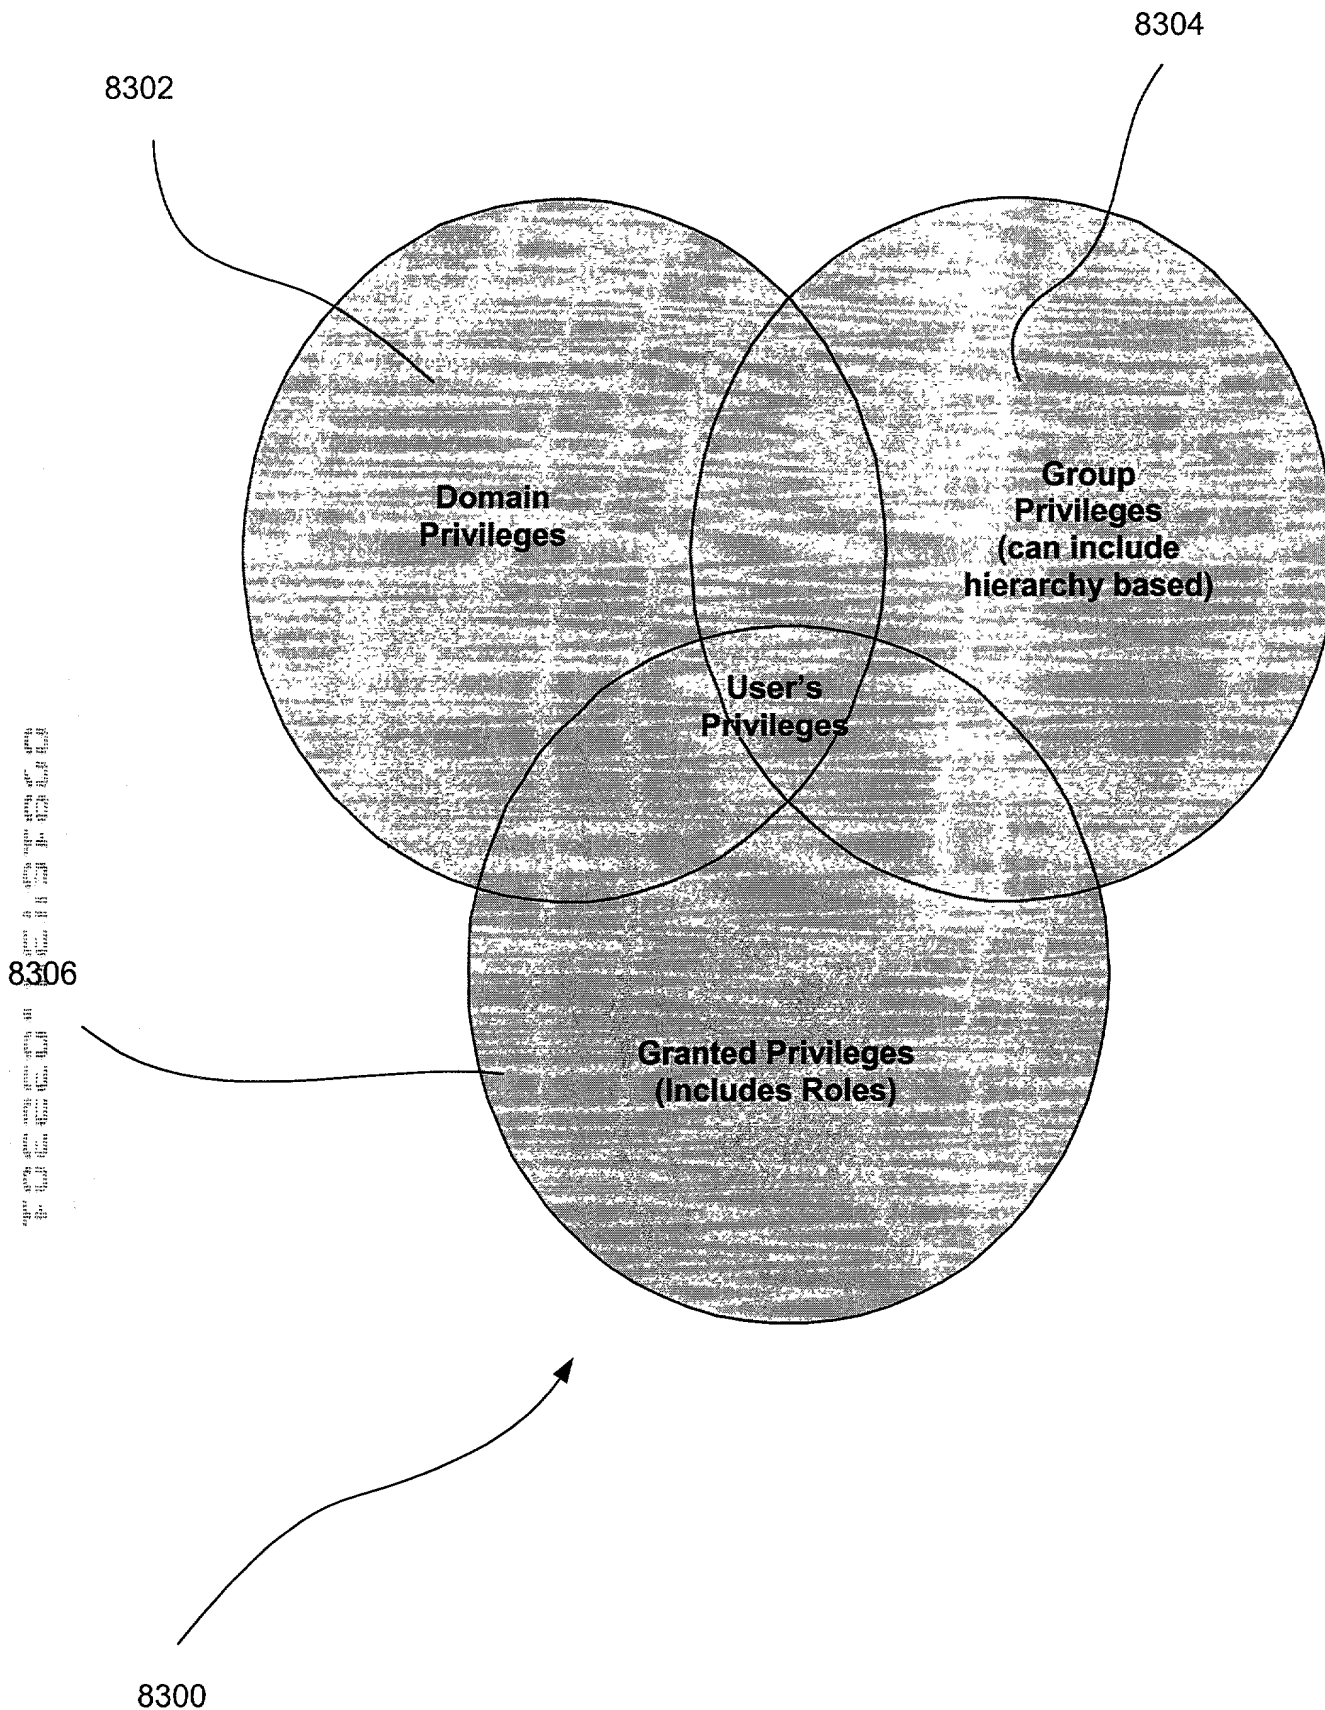 8304
8302
Domain
Privileges
Group
Privileges
(can include
hierarchy based)
User's
Privileges
8306
Granted Privileges
(Includes Roles)
8300